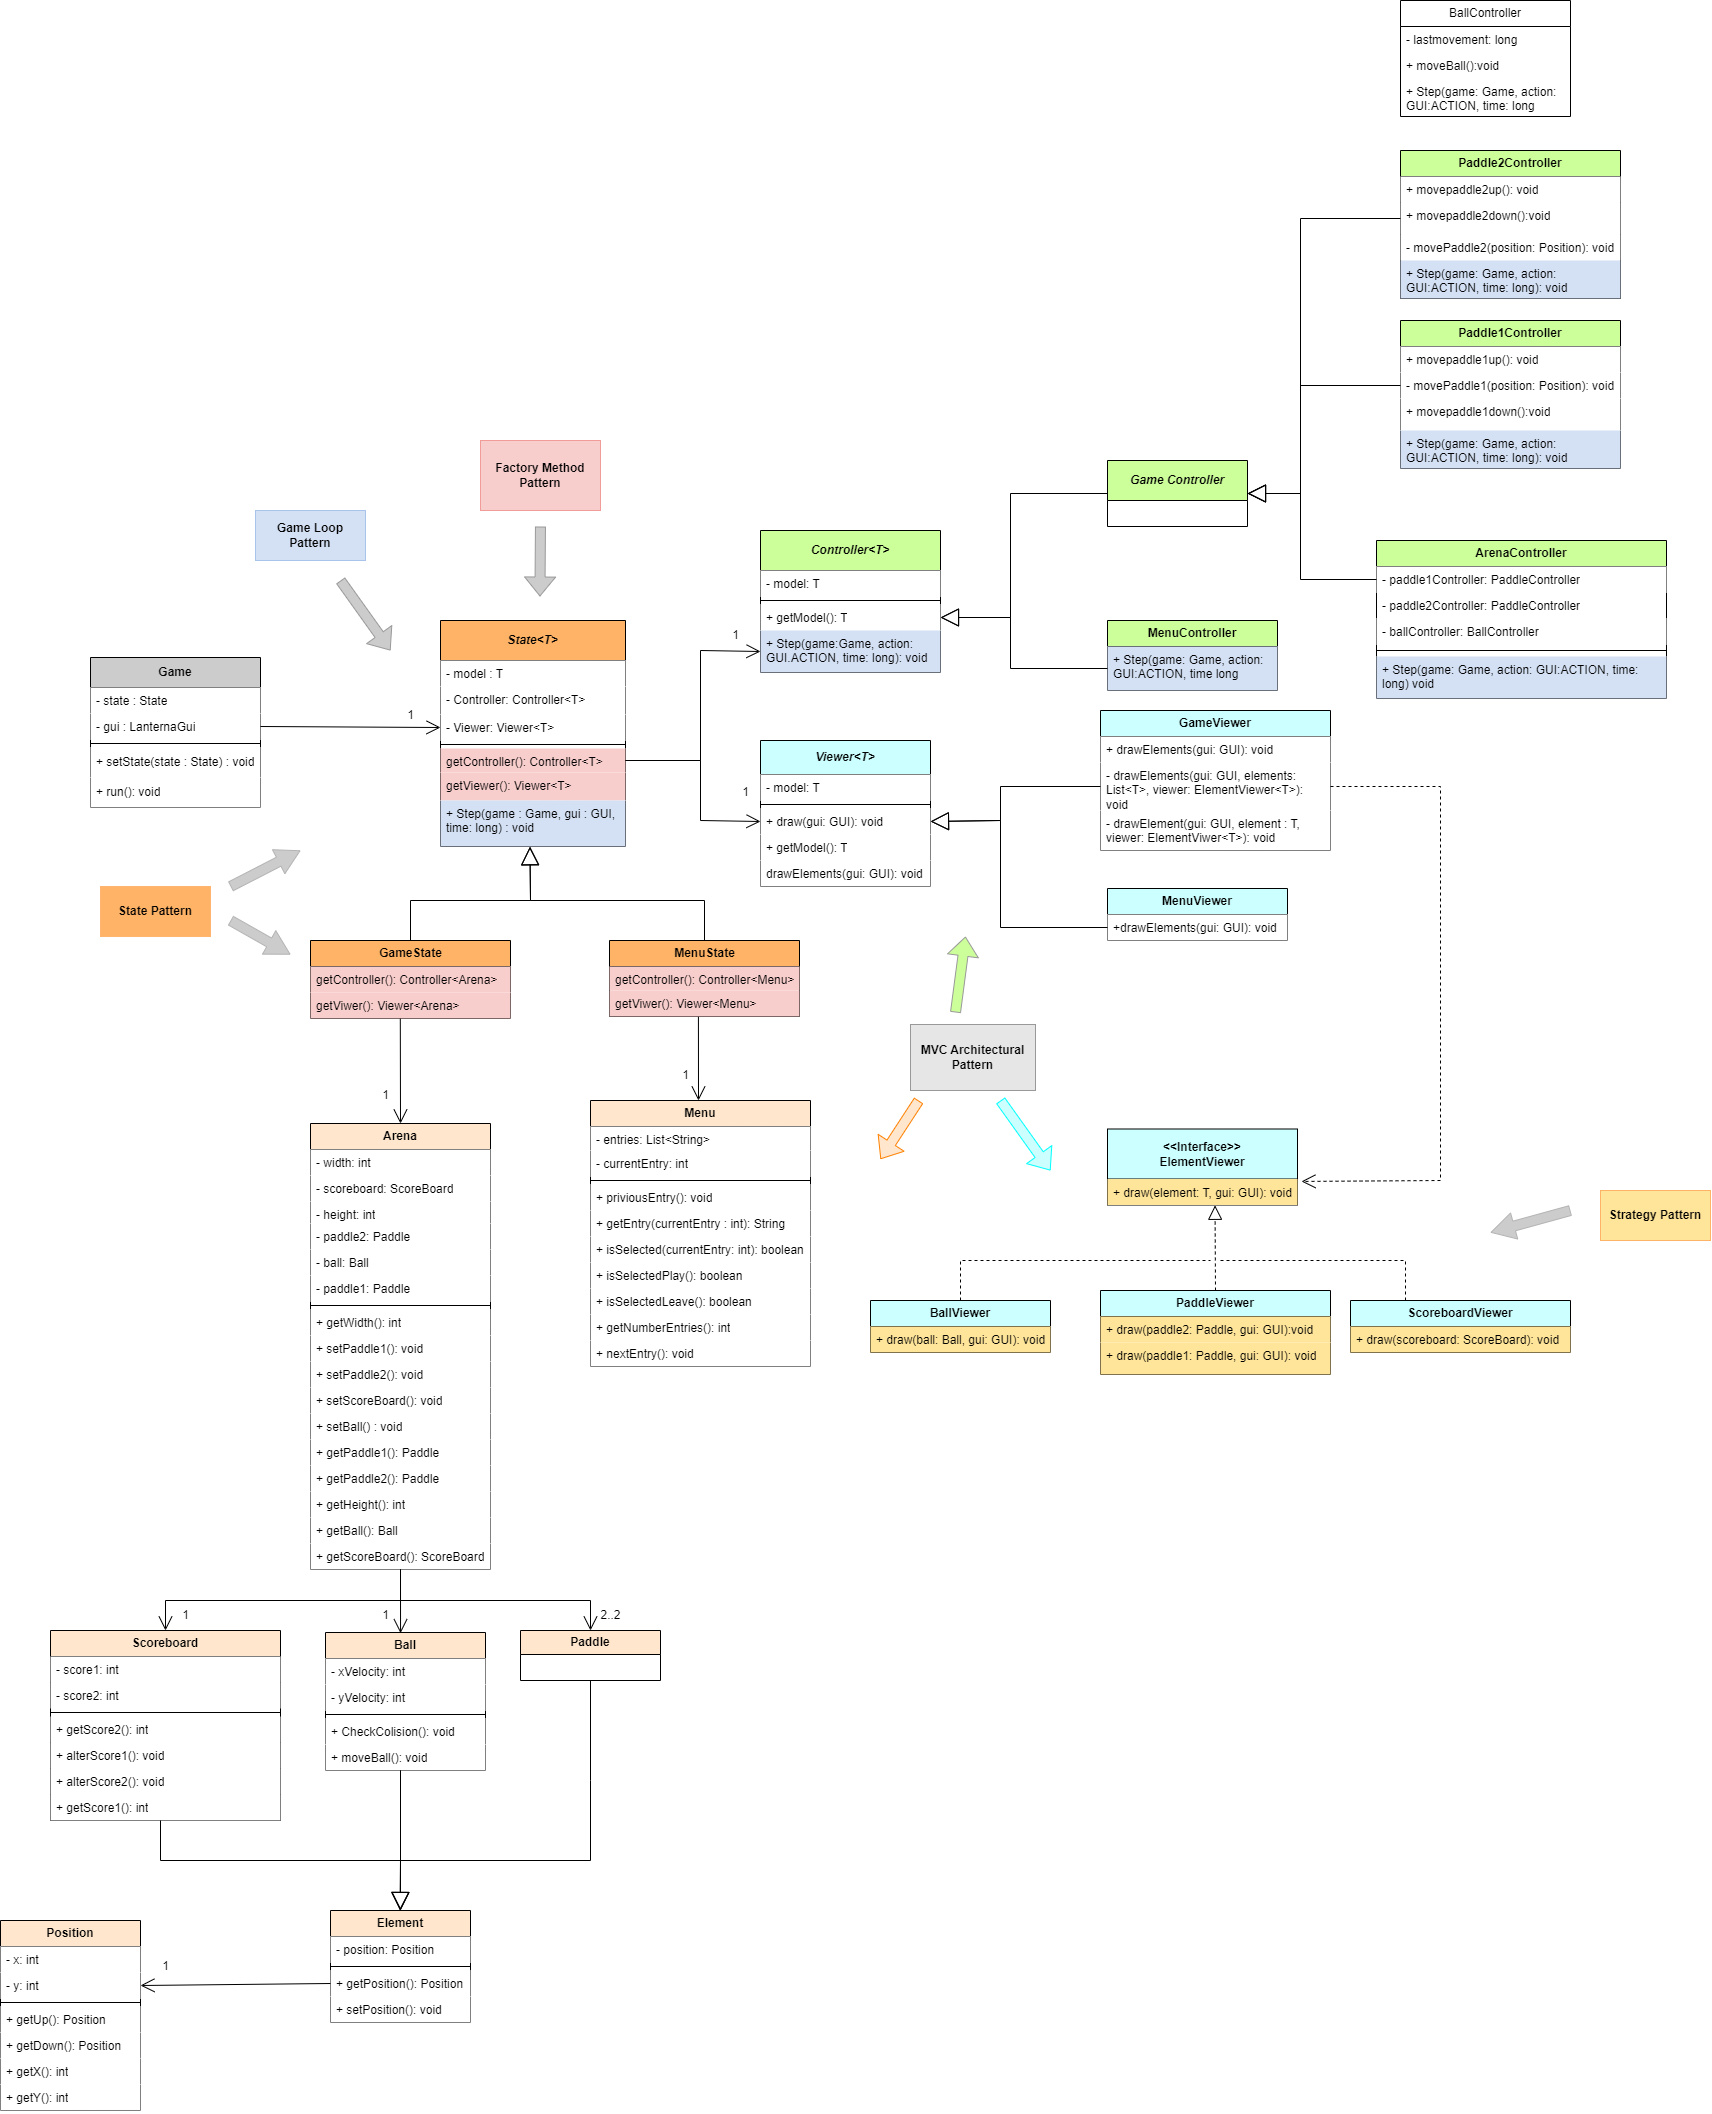 BallController
- lastmovement: long
+ moveBall():void
+ Step(game: Game, action:
GUI:ACTION, time: long
Paddle2Controller
+ movepaddle2up(): void
+ movepaddle2down():void
- movePaddle2(position: Position): void
+ Step(game: Game, action:
GUI:ACTION, time: long): void
Paddle1Controller
+ movepaddle1up(): void
- movePaddle1(position: Position): void
+ movepaddle1down():void
+ Step(game: Game, action:
GUI:ACTION, time: long): void
Factory Method
Pattern
Game Loop
Pattern
Game Controller
Controller<T>
- model: T
+ getModel(): T
+ Step(game:Game, action:
GUI.ACTION, time: long): void
1
ArenaController
- paddle1Controller: PaddleController
- paddle2Controller: PaddleController
- ballController: BallController
+ Step(game: Game, action: GUI:ACTION, time:
long) void
MenuController
+ Step(game: Game, action:
GUI:ACTION, time long
State<T>
- model : T
- Controller: Controller<T>
- Viewer: Viewer<T>
getController(): Controller<T>
getViewer(): Viewer<T>
+ Step(game : Game, gui : GUI,
time: long) : void
Game
- state : State
- gui : LanternaGui
+ setState(state : State) : void
+ run(): void
1
Viewer<T>
- model: T
+ draw(gui: GUI): void
+ getModel(): T
drawElements(gui: GUI): void
1
GameViewer
+ drawElements(gui: GUI): void
- drawElements(gui: GUI, elements:
List<T>, viewer: ElementViewer<T>):
void
- drawElement(gui: GUI, element : T,
viewer: ElementViwer<T>): void
MenuViewer
+drawElements(gui: GUI): void
State Pattern
GameState
getController(): Controller<Arena>
getViwer(): Viewer<Arena>
MenuState
getController(): Controller<Menu>
getViwer(): Viewer<Menu>
MVC Architectural
Pattern
1
1
Arena
- width: int
- scoreboard: ScoreBoard
- height: int
- paddle2: Paddle
- ball: Ball
- paddle1: Paddle
+ getWidth(): int
+ setPaddle1(): void
+ setPaddle2(): void
+ setScoreBoard(): void
+ setBall() : void
+ getPaddle1(): Paddle
+ getPaddle2(): Paddle
+ getHeight(): int
+ getBall(): Ball
+ getScoreBoard(): ScoreBoard
Menu
- entries: List<String>
- currentEntry: int
+ priviousEntry(): void
+ getEntry(currentEntry : int): String
+ isSelected(currentEntry: int): boolean
+ isSelectedPlay(): boolean
+ isSelectedLeave(): boolean
+ getNumberEntries(): int
+ nextEntry(): void
<<Interface>>
ElementViewer
+ draw(element: T, gui: GUI): void
Strategy Pattern
BallViewer
+ draw(ball: Ball, gui: GUI): void
PaddleViewer
+ draw(paddle2: Paddle, gui: GUI):void
+ draw(paddle1: Paddle, gui: GUI): void
ScoreboardViewer
+ draw(scoreboard: ScoreBoard): void
1
1
2..2
Scoreboard
- score1: int
- score2: int
+ getScore2(): int
+ alterScore1(): void
+ alterScore2(): void
+ getScore1(): int
Ball
- xVelocity: int
- yVelocity: int
+ CheckColision(): void
+ moveBall(): void
Paddle
Element
- position: Position
+ getPosition(): Position
+ setPosition(): void
1
Position
- x: int
- y: int
+ getUp(): Position
+ getDown(): Position
+ getX(): int
+ getY(): int